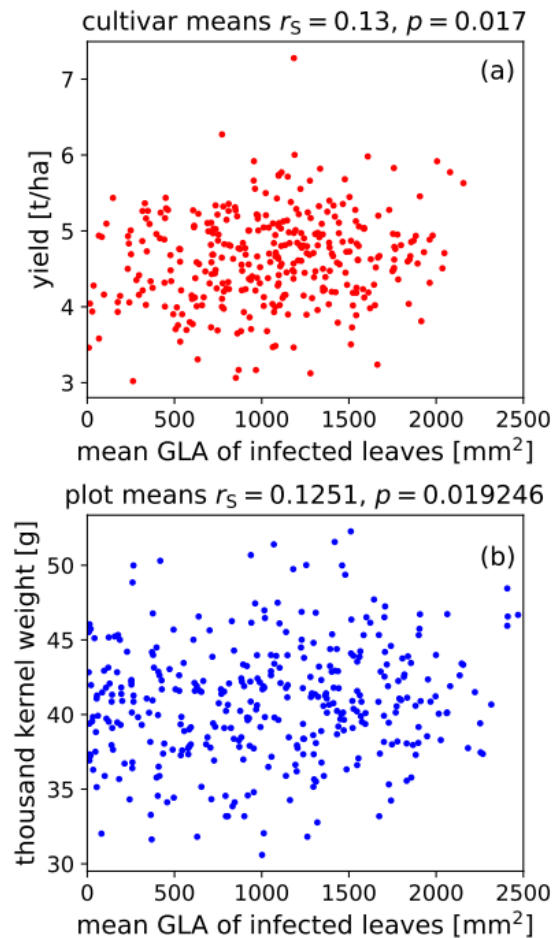 cultivar means r_S = 0.13, p = 0.017
(a)
7
6
5
4
3
yield [t/ha]
0 500 1000 1500 2000 2500
mean GLA of infected leaves [mm²]
plot means r_S = 0.1251, p = 0.019246
(b)
50
45
40
35
30
thousand kernel weight [g]
0 500 1000 1500 2000 2500
mean GLA of infected leaves [mm²]